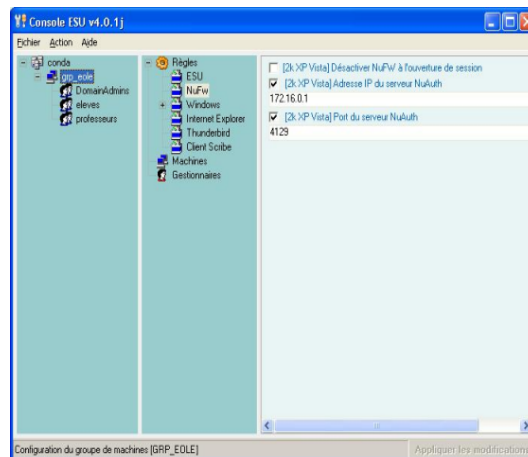 Console ESU v4.0.1j
Fichier Action Aide
conda
grp_eole
DomainAdmins
eleves
professeurs
Règles
ESU
NuFw
Windows
Internet Explorer
Thunderbird
Client Scribe
Machines
Gestionnaires
[2k XP Vista] Désactiver NuFW à l'ouverture de session
[2k XP Vista] Adresse IP du serveur NuAuth
172.16.0.1
[2k XP Vista] Port du serveur NuAuth
4129
Configuration du groupe de machines [GRP_EOLE]
Appliquer les modifications